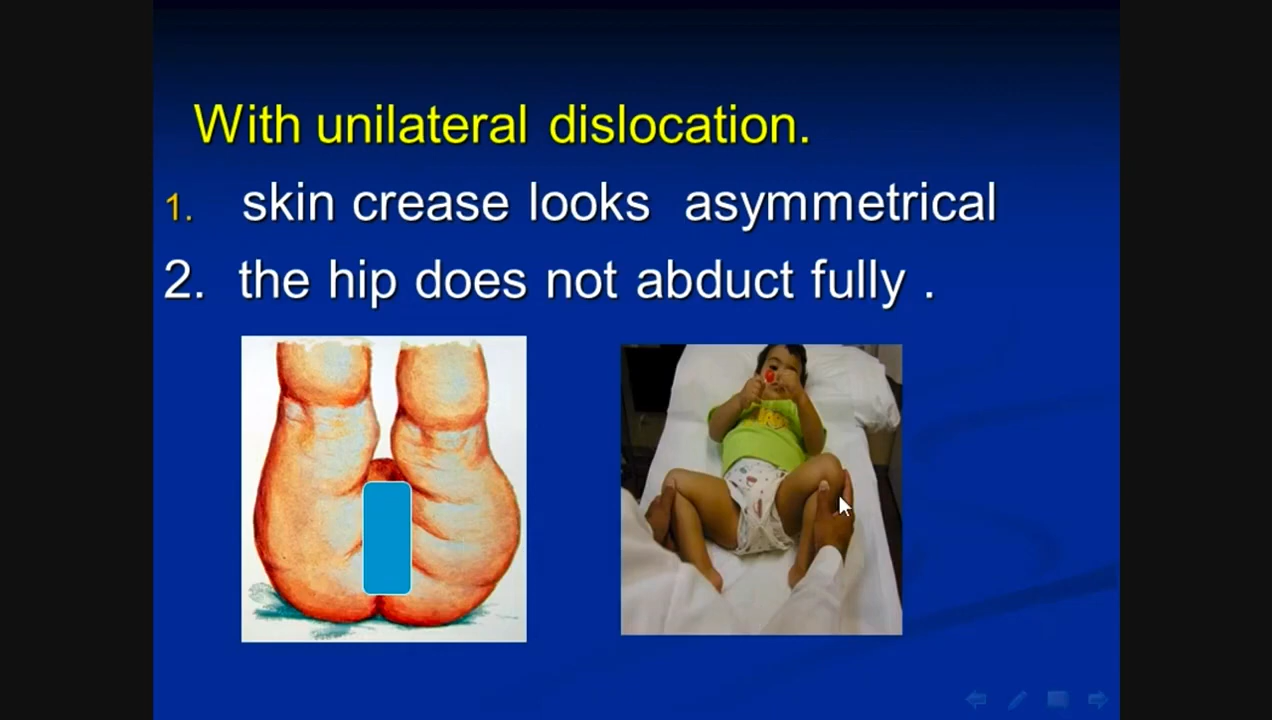 With unilateral dislocation.
1. skin crease looks asymmetrical
2. the hip does not abduct fully .